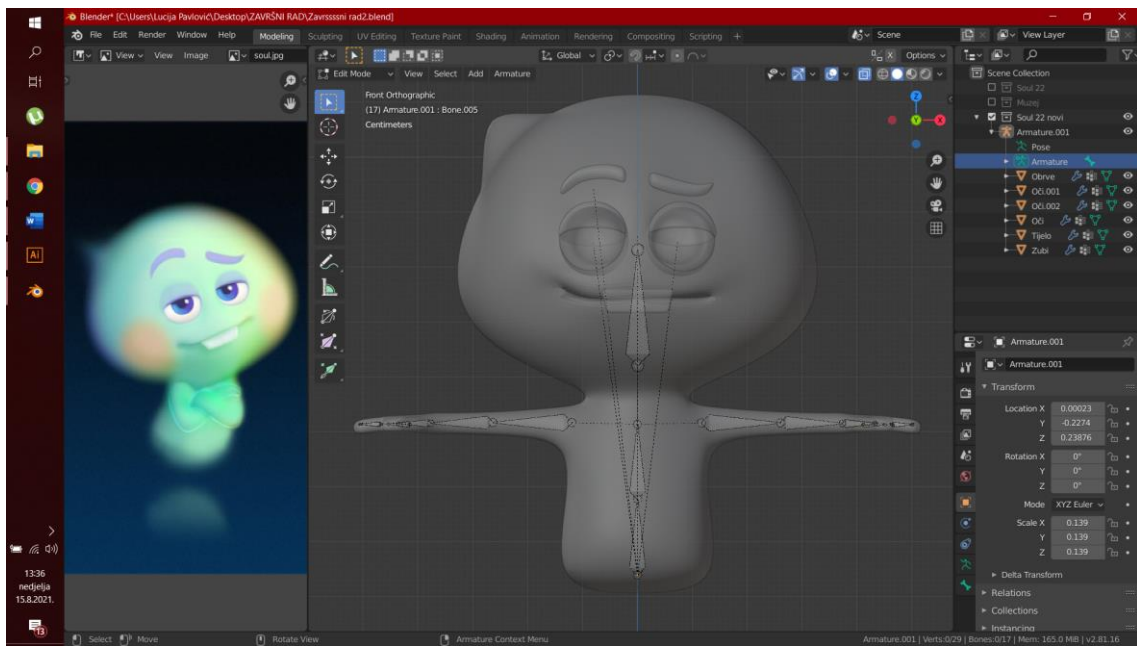 Blender* [C:\Users\Lucija Pavlović\Desktop\ZAVRŠNI RAD\Zavrssssni rad2.blend]
File Edit Render Window Help Modeling Sculpting UV Editing Texture Paint Shading Animation Rendering Compositing Scripting + Scene View Layer
View View Image soul.jpg Global Options
Edit Mode View Select Add Armature
Front Orthographic
(17) Armature.001 : Bone.005
Centimeters
Z
Y
X
Scene Collection
Soul 22
Muzej
Soul 22 novi
Armature.001
Pose
Armature
Obrve
Oči.001
Oči.002
Oči
Tijelo
Zubi
Armature.001
Armature.001
Transform
Location X 0.00023
Y -0.2274
Z 0.23876
Rotation X 0°
Y 0°
Z 0°
Mode XYZ Euler
Scale X 0.139
Y 0.139
Z 0.139
Delta Transform
Relations
Collections
Instancing
W
Ai
13:36
nedjelja
15.8.2021.
13
Select Move Rotate View Armature Context Menu Armature.001 | Verts:0/29 | Bones:0/17 | Mem: 165.0 MiB | v2.81.16